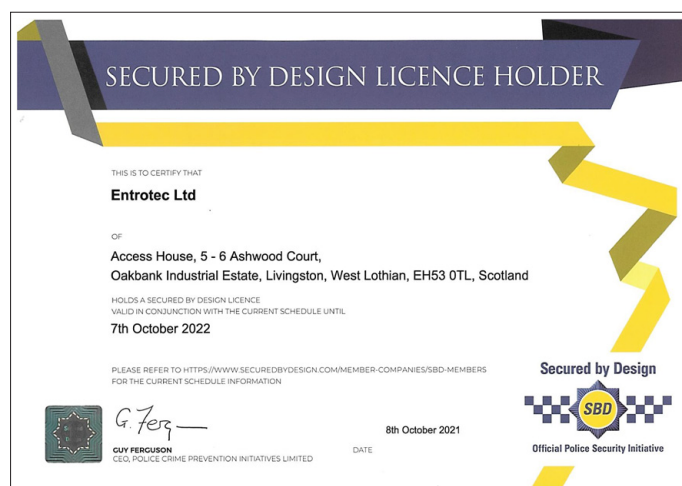 SECURED BY DESIGN LICENCE HOLDER
THIS IS TO CERTIFY THAT
Entrotec Ltd
OF
Access House, 5 - 6 Ashwood Court,
Oakbank Industrial Estate, Livingston, West Lothian, EH53 0TL, Scotland
HOLDS A SECURED BY DESIGN LICENCE
VALID IN CONJUNCTION WITH THE CURRENT SCHEDULE UNTIL
7th October 2022
PLEASE REFER TO HTTPS://WWW.SECUREDBYDESIGN.COM/MEMBER-COMPANIES/SBD-MEMBERS
FOR THE CURRENT SCHEDULE INFORMATION
G. Ferg
GUY FERGUSON
CEO, POLICE CRIME PREVENTION INITIATIVES LIMITED
8th October 2021
DATE
Secured by Design
SBD
Official Police Security Initiative